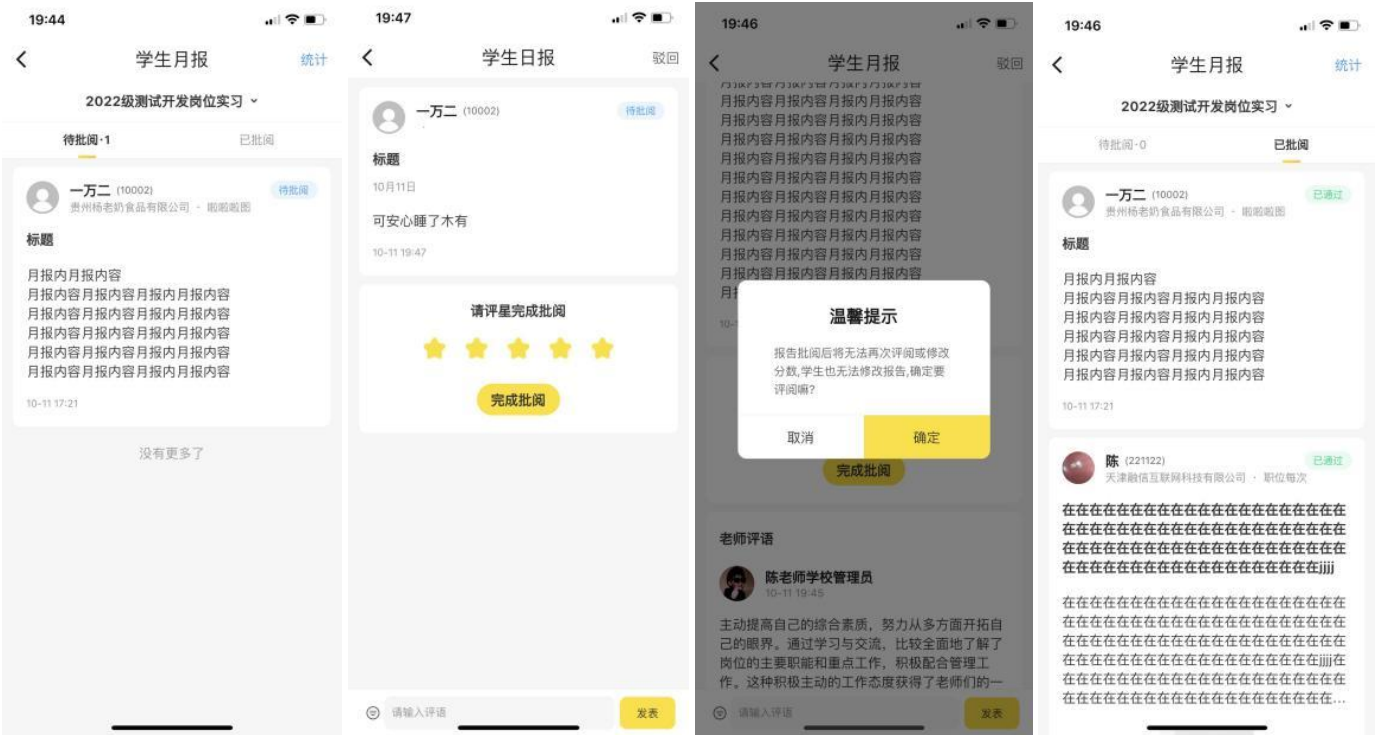 19:44
学生月报
统计
2022级测试开发岗位实习
待批阅·1
已批阅
一万二 (10002)
待批阅
贵州杨老奶食品有限公司 · 啦啦啦图
标题
月报内月报内容
月报内容月报内容月报内月报内容
月报内容月报内容月报内月报内容
月报内容月报内容月报内月报内容
月报内容月报内容月报内月报内容
月报内容月报内容月报内月报内容
10-11 17:21
没有更多了
19:47
学生日报
驳回
一万二 (10002)
待批阅
标题
10月11日
可安心睡了木有
10-11 19:47
请评星完成批阅
完成批阅
请输入评语
发表
19:46
学生月报
驳回
月报内容月报内容月报内月报内容
月报内容月报内容月报内月报内容
月报内容月报内容月报内月报内容
月报内容月报内容月报内月报内容
月报内容月报内容月报内月报内容
月报内容月报内容月报内月报内容
月报内容月报内容月报内月报内容
月报内容月报内容月报内月报内容
月报内容月报内容月报内月报内容
月报内容月报内容月报内月报内容
月报内容月报内容月报内月报内容
温馨提示
报告批阅后将无法再次评阅或修改
分数,学生也无法修改报告,确定要
评阅嘛?
取消
确定
完成批阅
老师评语
陈老师学校管理员
10-11 19:45
主动提高自己的综合素质，努力从多方面开拓自
己的眼界。通过学习与交流，比较全面地了解了
岗位的主要职能和重点工作，积极配合管理工
作。这种积极主动的工作态度获得了老师们的一
请输入评语
发表
19:46
学生月报
统计
2022级测试开发岗位实习
待批阅·0
已批阅
一万二 (10002)
已通过
贵州杨老奶食品有限公司 · 啦啦啦图
标题
月报内月报内容
月报内容月报内容月报内月报内容
月报内容月报内容月报内月报内容
月报内容月报内容月报内月报内容
月报内容月报内容月报内月报内容
月报内容月报内容月报内月报内容
10-11 17:21
陈 (221122)
已通过
天津融信互联网科技有限公司 · 职位每次
在在在在在在在在在在在在在在在在在在在在在
在在在在在在在在在在在在在在在在在在在在在
在在在在在在在在在在在在在在在在在在在在在
在在在在在在在在在在在在在在在在在在在jjjj
在在在在在在在在在在在在在在在在在在在在在
在在在在在在在在在在在在在在在在在在在在在
在在在在在在在在在在在在在在在在在在在在在
在在在在在在在在在在在在在在在在在在在jjjj在
在在在在在在在在在在在在在在在在在在在在在
在在在在在在在在在在在在在在在在在在在在...